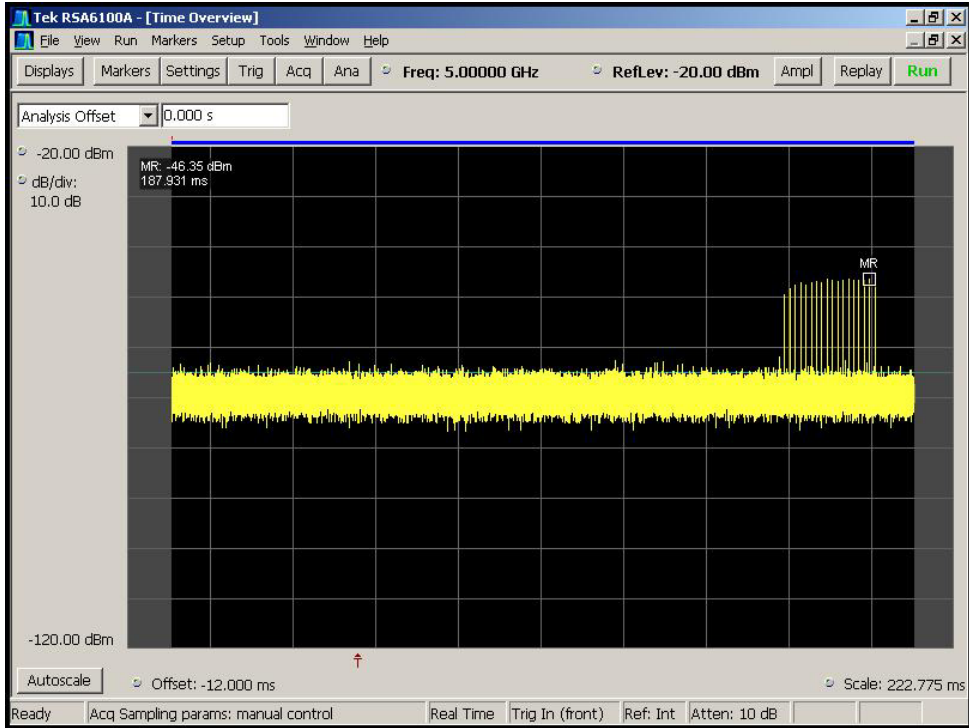 Tek RSA6100A - [Time Overview]
File View Run Markers Setup Tools Window Help
Displays Markers Settings Trig Acq Ana Freq: 5.00000 GHz RefLev: -20.00 dBm Ampl Replay Run
Analysis Offset 0.000 s
-20.00 dBm
MR: -46.35 dBm
187.931 ms
dB/div:
10.0 dB
MR
-120.00 dBm
Autoscale Offset: -12.000 ms Scale: 222.775 ms
Ready Acq Sampling params: manual control Real Time Trig In (front) Ref: Int Atten: 10 dB